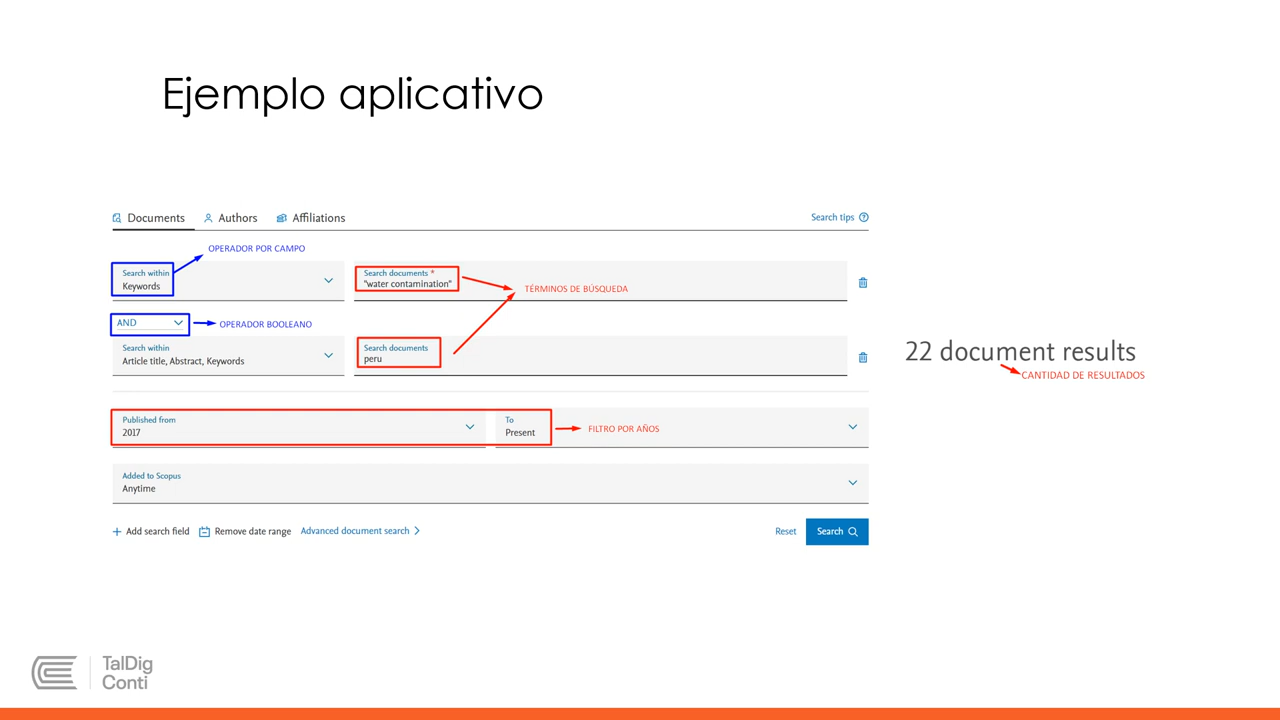 Ejemplo aplicativo
Documents Authors Affiliations Search tips ?
OPERADOR POR CAMPO
Search within
Keywords
Search documents *
"water contamination"
TÉRMINOS DE BÚSQUEDA
AND
OPERADOR BOOLEANO
Search within
Article title, Abstract, Keywords
Search documents
peru
22 document results
CANTIDAD DE RESULTADOS
Published from
2017
To
Present
FILTRO POR AÑOS
Added to Scopus
Anytime
+ Add search field Remove date range Advanced document search > Reset Search
TalDig
Conti